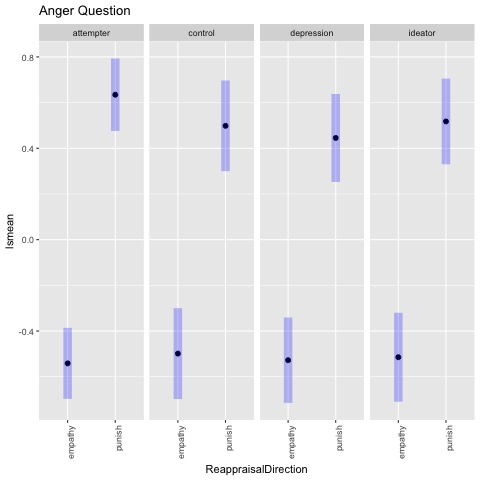 Anger Question
attempter control depression ideator
0.8
0.4
0.0
-0.4
lsmean
empathy punish empathy punish empathy punish empathy punish
ReappraisalDirection